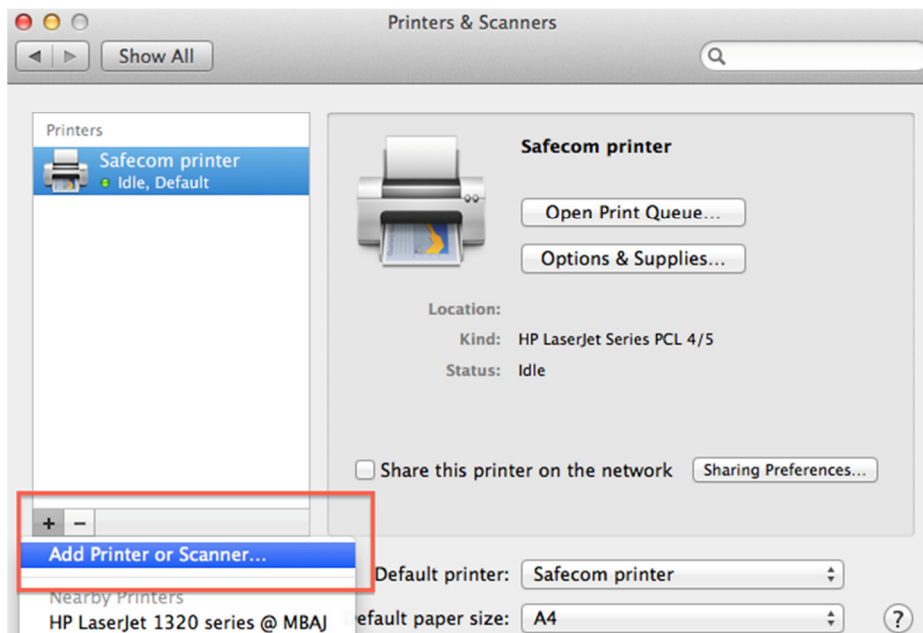 Printers & Scanners
Show All
Printers
Safecom printer
Idle, Default
Safecom printer
Open Print Queue...
Options & Supplies...
Location:
Kind: HP LaserJet Series PCL 4/5
Status: Idle
Share this printer on the network
Sharing Preferences...
+ −
Add Printer or Scanner...
Nearby Printers
HP LaserJet 1320 series @ MBAJ
Default printer: Safecom printer
efault paper size: A4
?